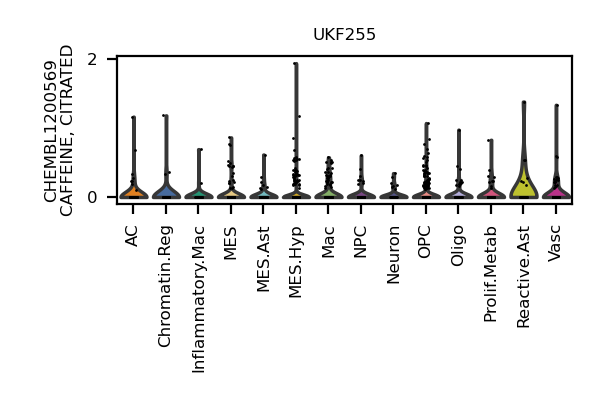 UKF255
CHEMBL1200569
CAFFEINE, CITRATED
2
0
AC
Chromatin.Reg
Inflammatory.Mac
MES
MES.Ast
MES.Hyp
Mac
NPC
Neuron
OPC
Oligo
Prolif.Metab
Reactive.Ast
Vasc